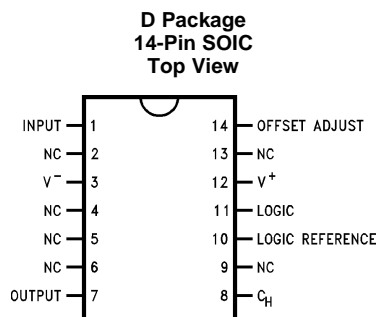 D Package
14-Pin SOIC
Top View
INPUT 1 14 OFFSET ADJUST
NC 2 13 NC
V⁻ 3 12 V⁺
NC 4 11 LOGIC
NC 5 10 LOGIC REFERENCE
NC 6 9 NC
OUTPUT 7 8 C_H